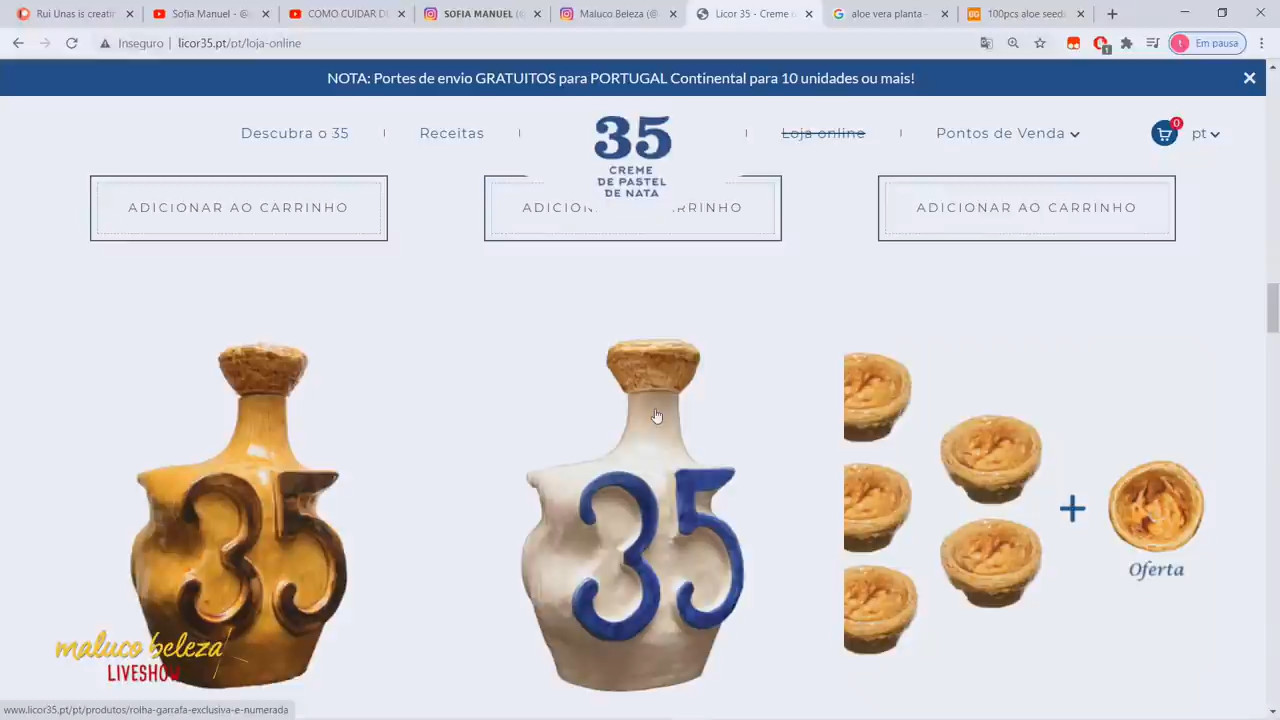 Rui Unas is creatin
Sofia Manuel - @
COMO CUIDAR D
SOFIA MANUEL (
Maluco Beleza (@
Licor 35 - Creme
aloe vera planta -
100pcs aloe seed
Inseguro
licor35.pt/pt/loja-online
1
t
Em pausa
NOTA: Portes de envio GRATUITOS para PORTUGAL Continental para 10 unidades ou mais!
Descubra o 35
Receitas
35
CREME
DE PASTEL
DE NATA
Loja online
Pontos de Venda
0
pt
ADICIONAR AO CARRINHO
ADICION RRINHO
ADICIONAR AO CARRINHO
35
35
Oferta
maluco beleza
LIVESHOW
www.licor35.pt/pt/produtos/rolha-garrafa-exclusiva-e-numerada